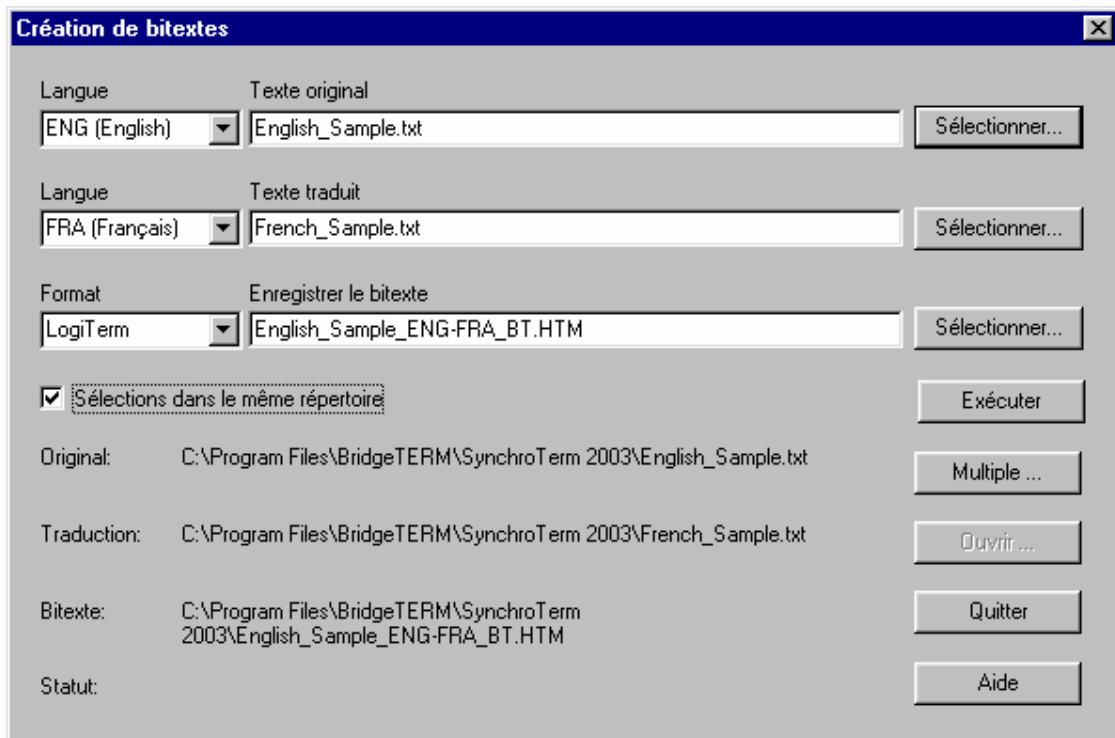 Création de bitextes
Langue Texte original
ENG (English) English_Sample.txt Sélectionner...
Langue Texte traduit
FRA (Français) French_Sample.txt Sélectionner...
Format Enregistrer le bitexte
LogiTerm English_Sample_ENG-FRA_BT.HTM Sélectionner...
Sélections dans le même répertoire Exécuter
Original: C:\Program Files\BridgeTERM\SynchroTerm 2003\English_Sample.txt Multiple ...
Traduction: C:\Program Files\BridgeTERM\SynchroTerm 2003\French_Sample.txt Ouvrir ...
Bitexte: C:\Program Files\BridgeTERM\SynchroTerm Quitter
2003\English_Sample_ENG-FRA_BT.HTM
Statut: Aide